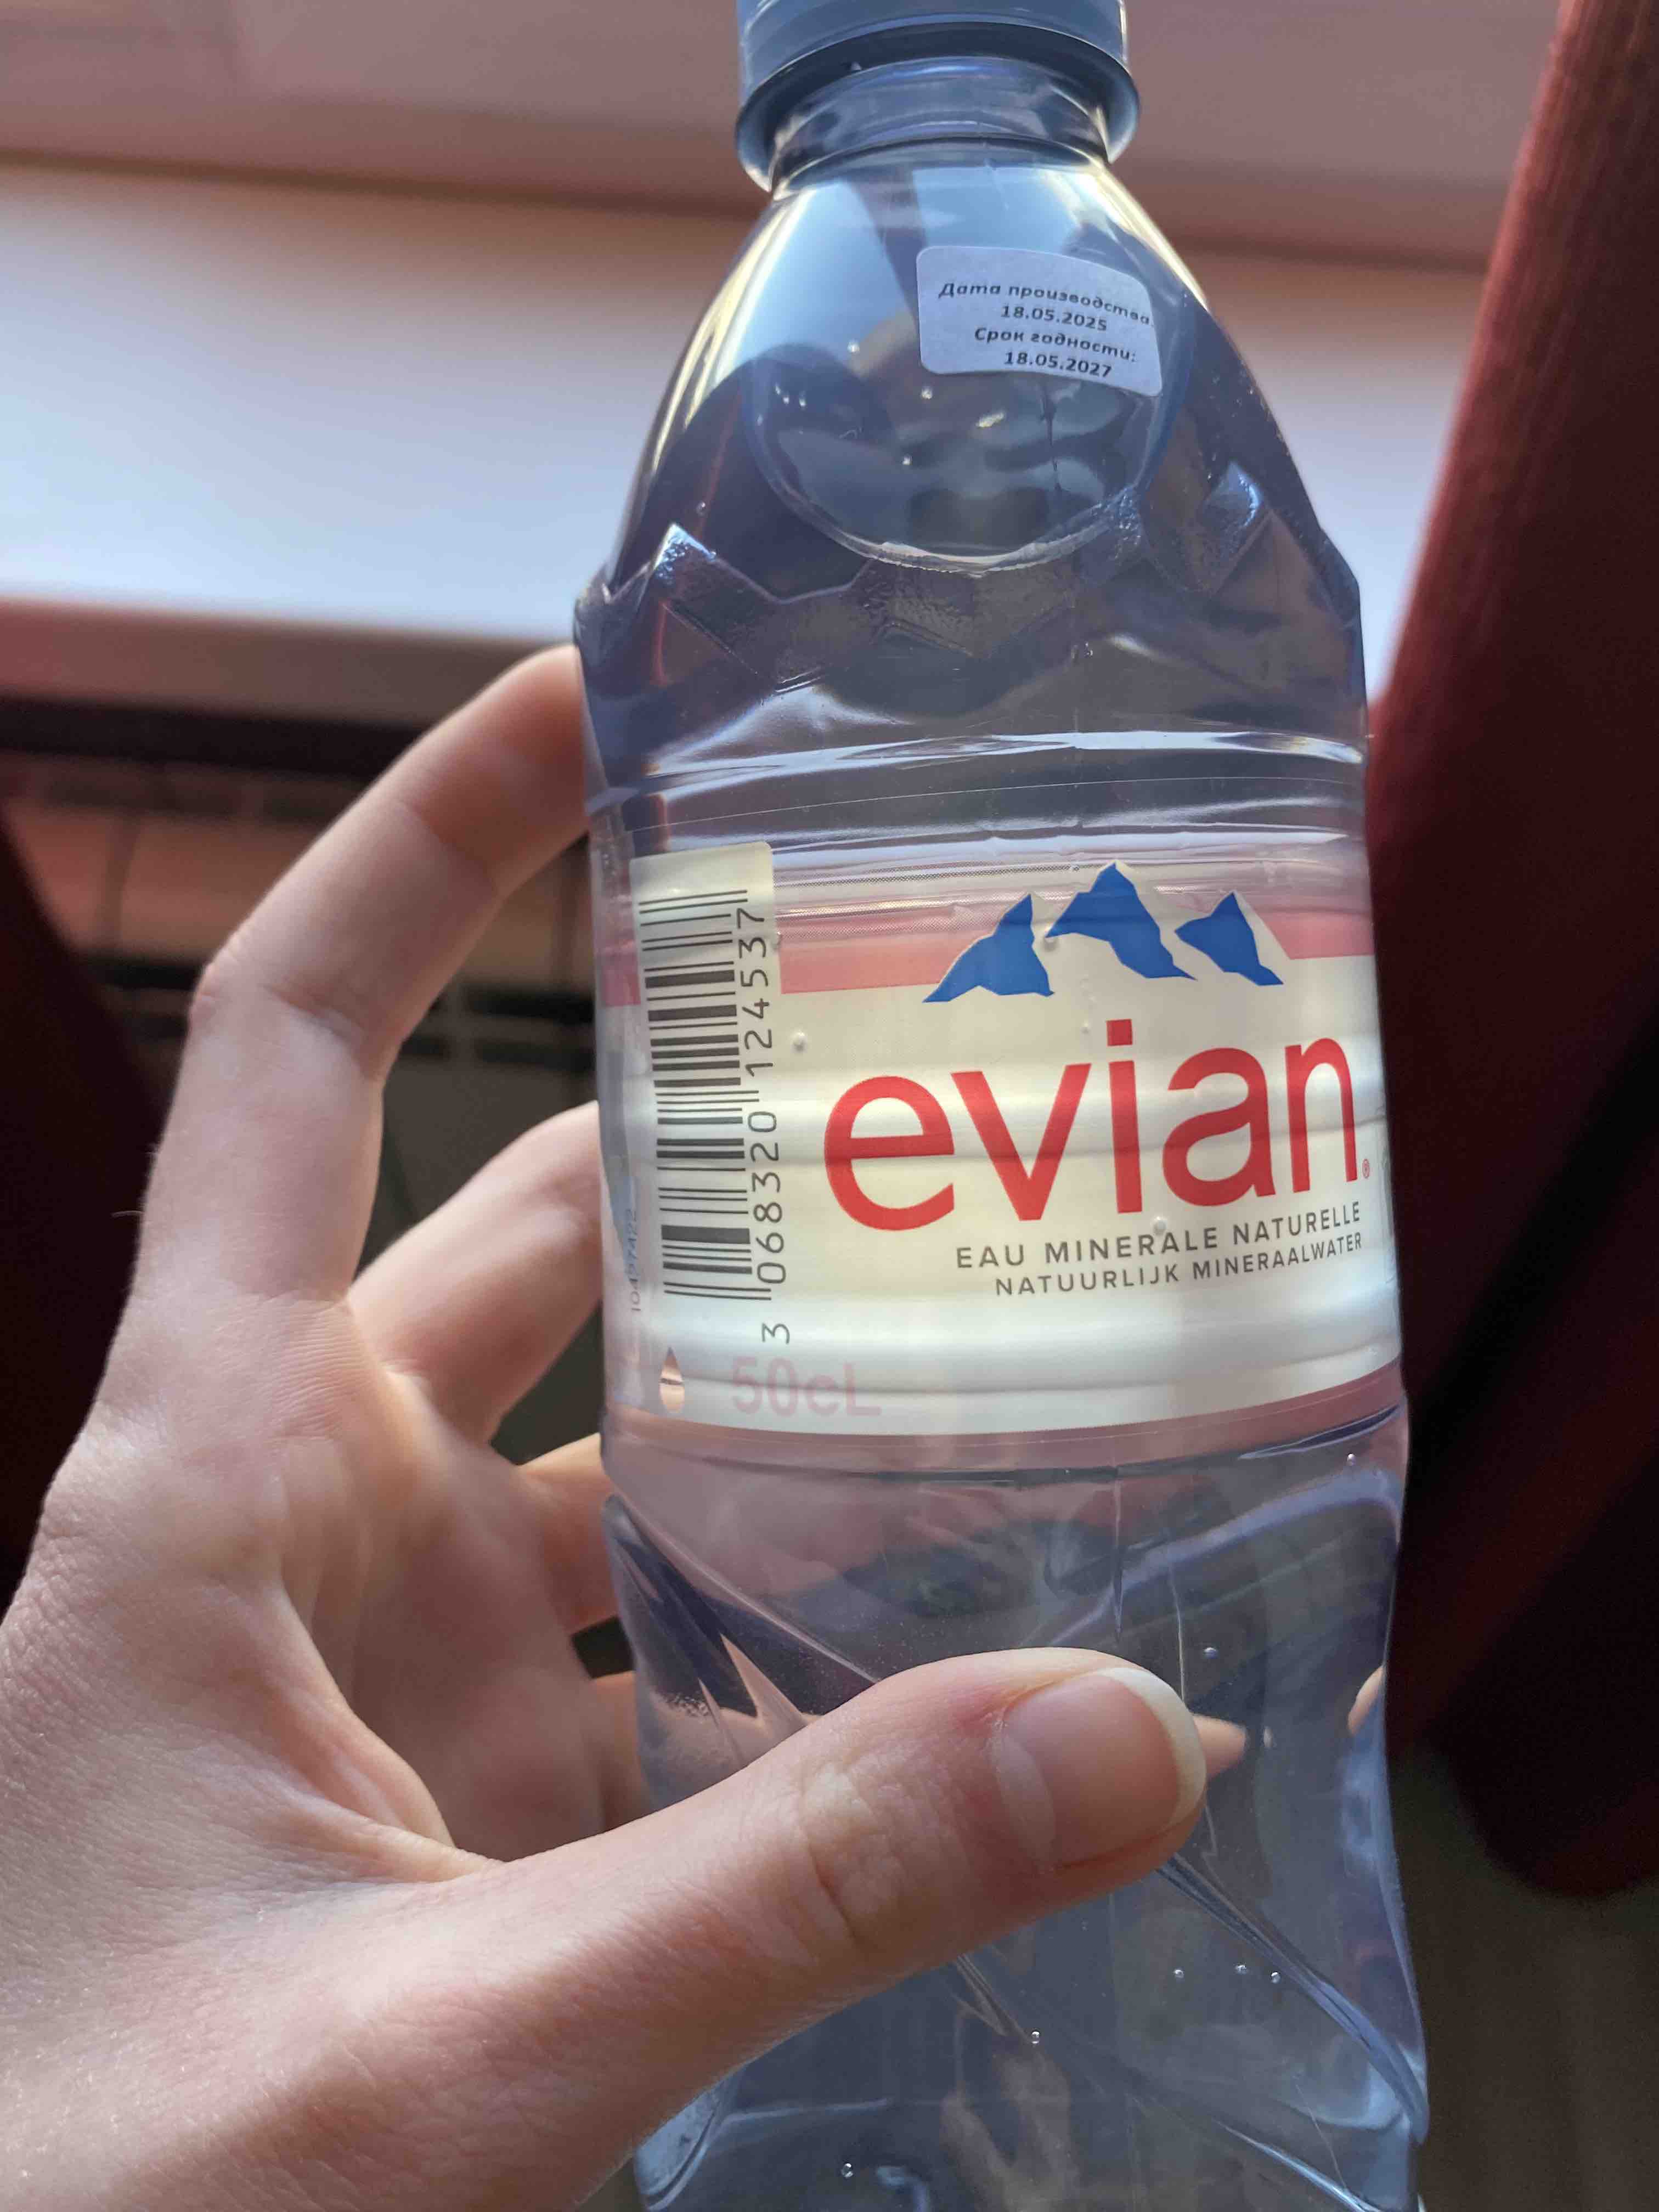 Дата производства:
18.05.2025
Срок годности:
18.05.2027
3 068320 124537
evian®
EAU MINERALE NATURELLE
NATUURLIJK MINERAALWATER
50cL